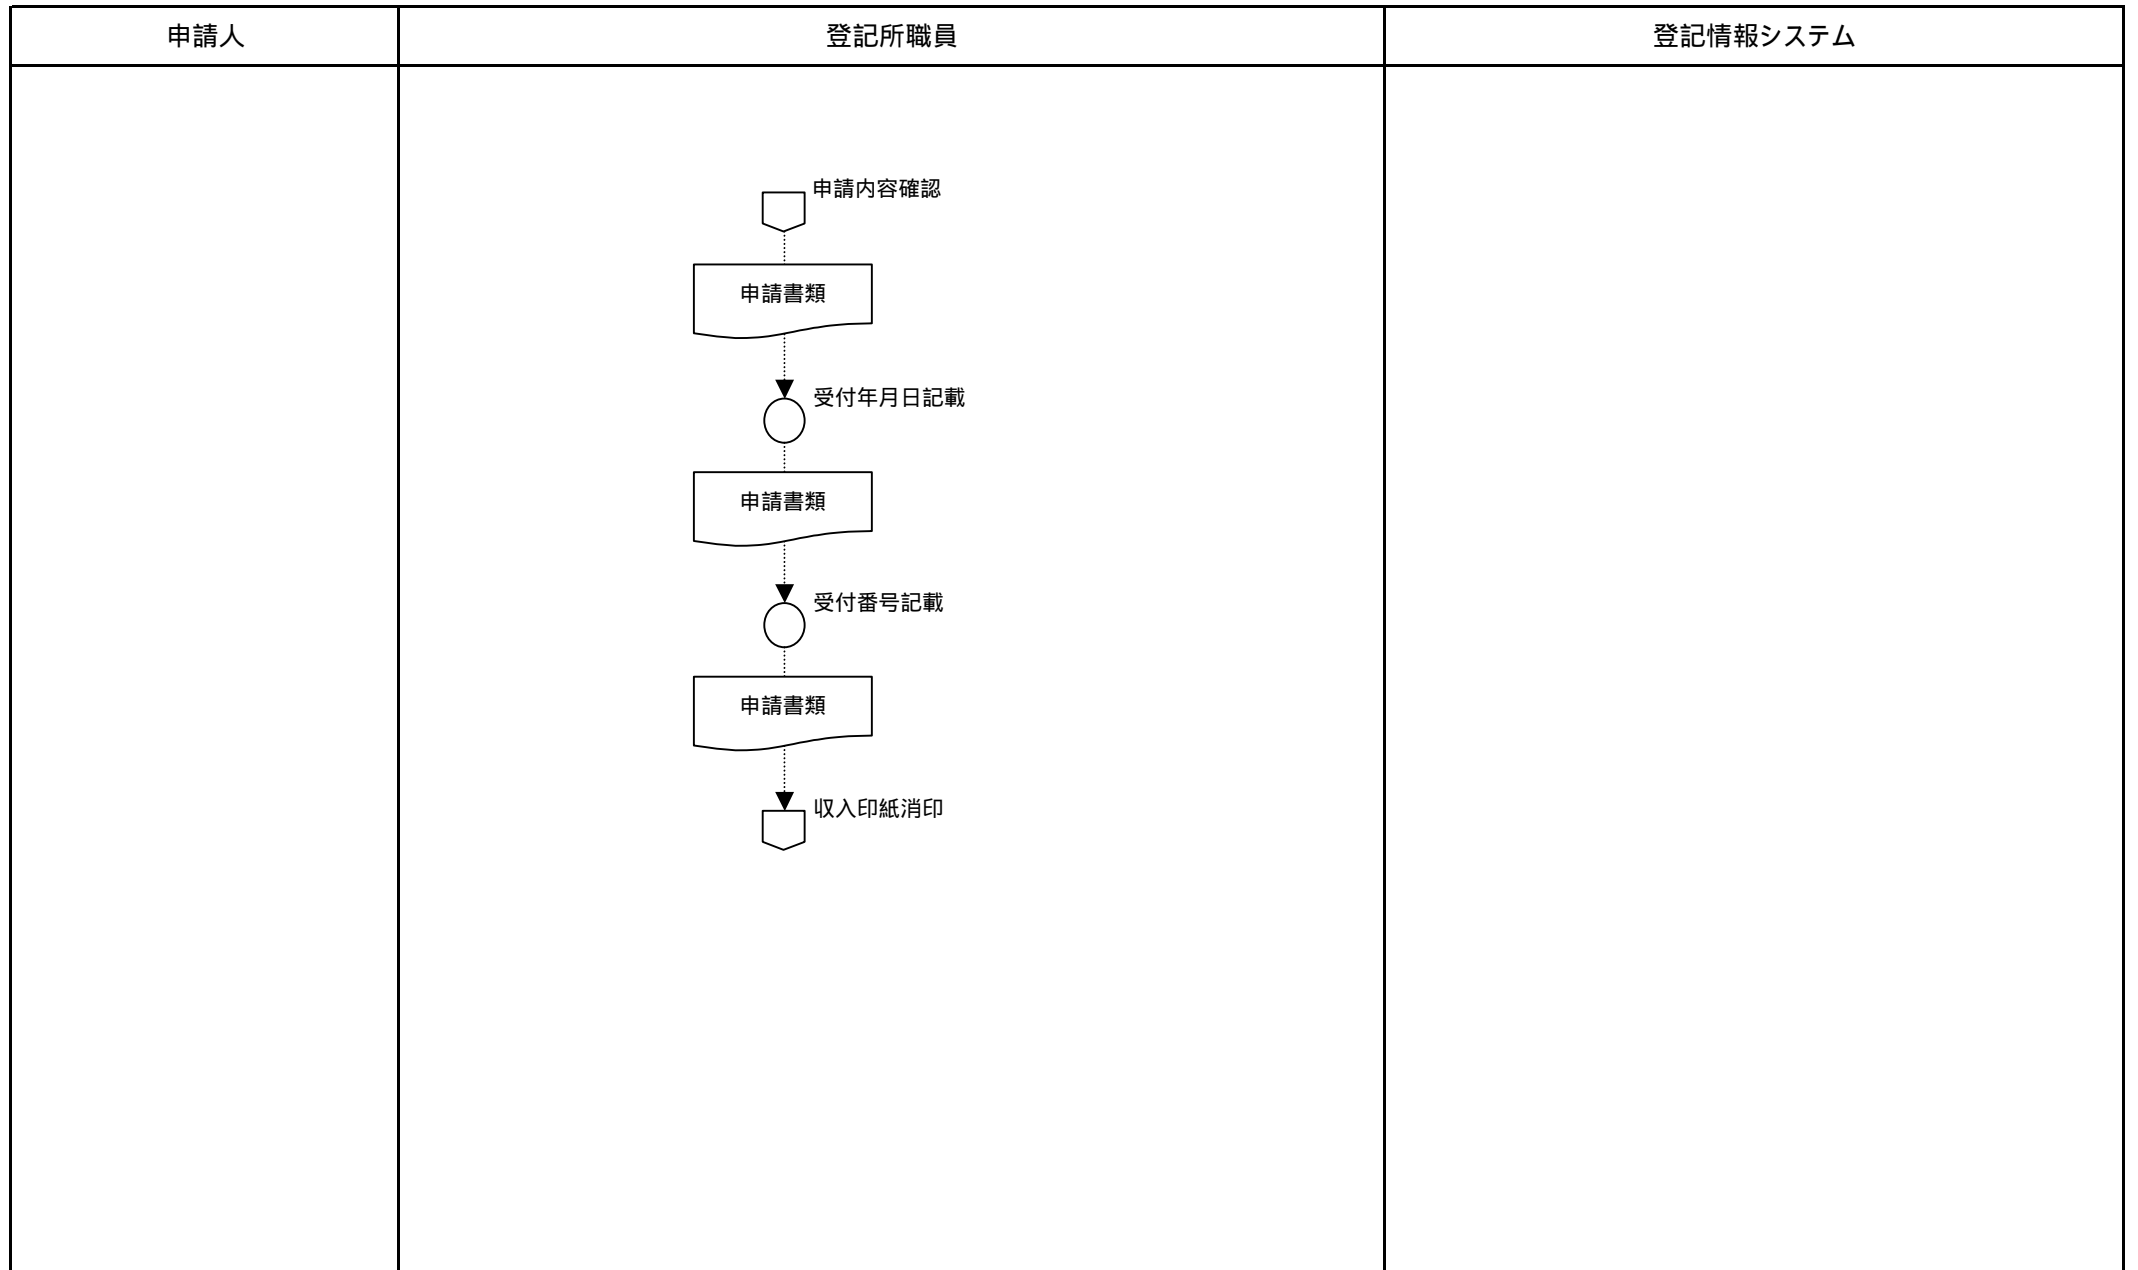 申請人
登記所職員
登記情報システム
申請内容確認
申請書類
受付年月日記載
申請書類
受付番号記載
申請書類
収入印紙消印